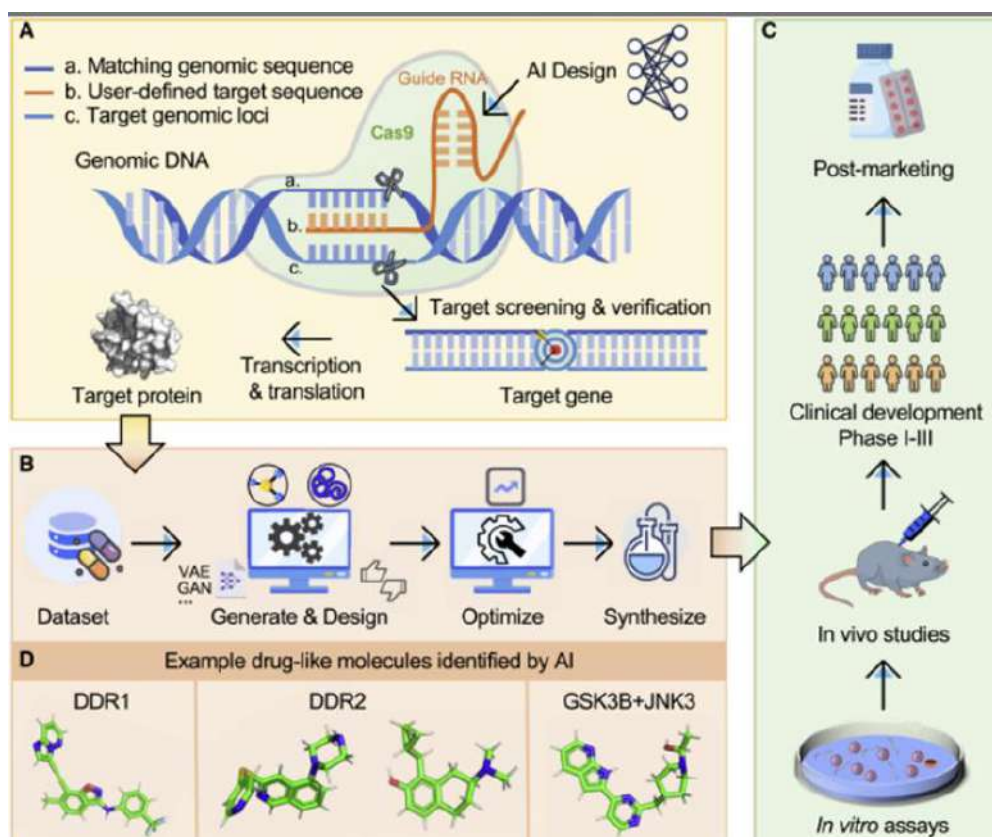 A
a. Matching genomic sequence
b. User-defined target sequence
c. Target genomic loci
Guide RNA
AI Design
Cas9
Genomic DNA
a.
b.
c.
Target screening & verification
Transcription
& translation
Target protein
Target gene
B
VAE
GAN
...
Dataset
Generate & Design
Optimize
Synthesize
D
Example drug-like molecules identified by AI
DDR1
DDR2
GSK3B+JNK3
C
Post-marketing
Clinical development
Phase I-III
In vivo studies
In vitro assays